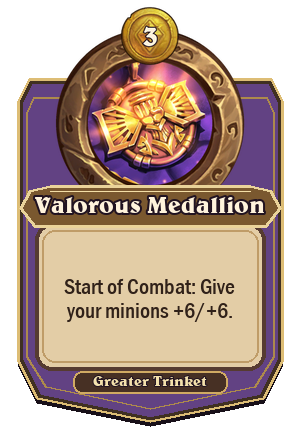 3
Valorous Medallion
Start of Combat: Give
your minions +6/+6.
Greater Trinket